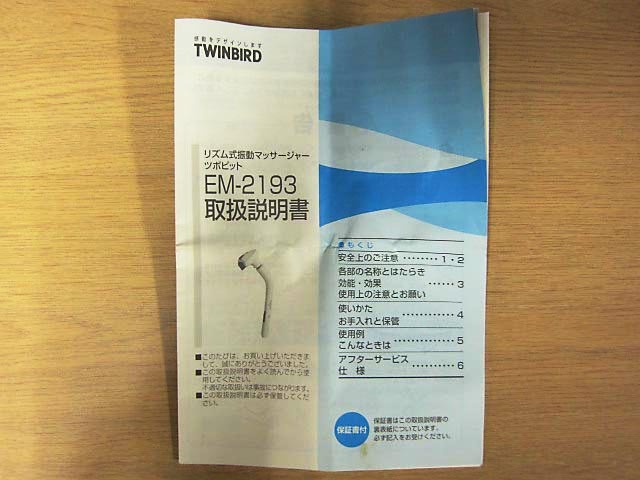 感動をデザインします
TWINBIRD
リズム式振動マッサージャー
ツボピット
EM-2193
取扱説明書
■このたびは、お買い上げいただきま
して、誠にありがとうございました。
■この取扱説明書をよく読んでから使
用してください。
不適切な取扱いは事故につながります。
■この取扱説明書は必ず保管してくだ
さい。
●もくじ
安全上のご注意 ‥‥‥‥ 1・2
各部の名称とはたらき
効能・効果 ‥‥‥ 3
使用上の注意とお願い
使いかた
お手入れと保管 ‥‥‥‥‥ 4
使用例
こんなときは ‥‥‥‥‥‥ 5
アフターサービス
仕 様 ‥‥‥‥‥ 6
保証書付
保証書はこの取扱説明書の
裏表紙についています。
必ず記入をお受けください。